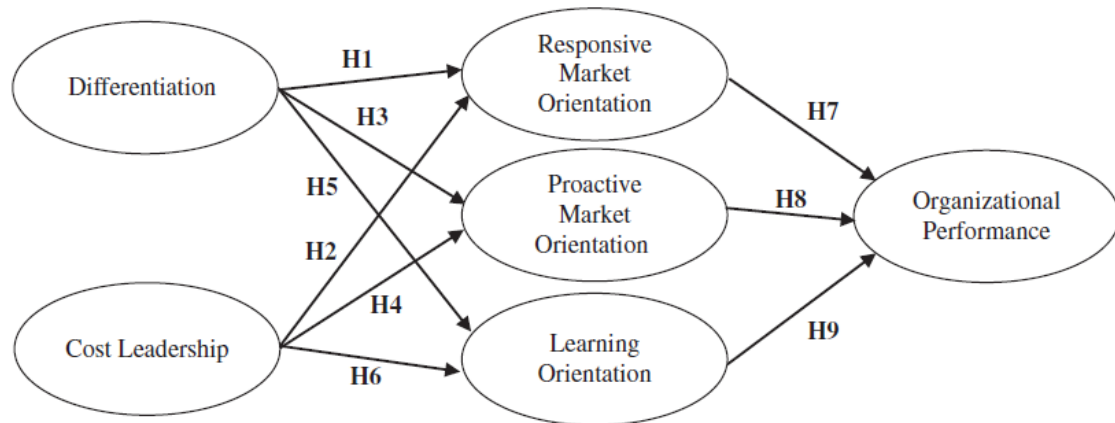 Differentiation
Cost Leadership
H1
H3
H5
H2
H4
H6
Responsive
Market
Orientation
Proactive
Market
Orientation
Learning
Orientation
H7
H8
H9
Organizational
Performance